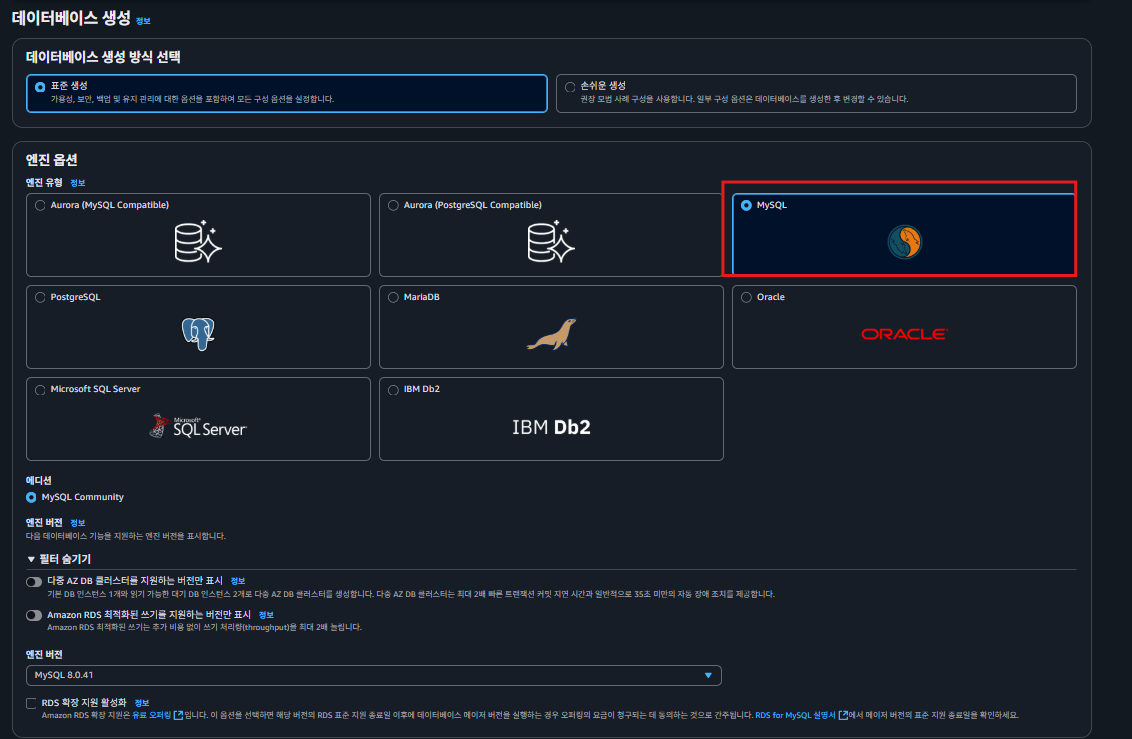 데이터베이스 생성 정보
데이터베이스 생성 방식 선택
표준 생성
가용성, 보안, 백업 및 유지 관리에 대한 옵션을 포함하여 모든 구성 옵션을 설정합니다.
손쉬운 생성
권장 모범 사례 구성을 사용합니다. 일부 구성 옵션은 데이터베이스를 생성한 후 변경할 수 있습니다.
엔진 옵션
엔진 유형 정보
Aurora (MySQL Compatible)
Aurora (PostgreSQL Compatible)
MySQL
PostgreSQL
MariaDB
Oracle
ORACLE
Microsoft SQL Server
Microsoft SQL Server
IBM Db2
IBM Db2
에디션
MySQL Community
엔진 버전 정보
다음 데이터베이스 기능을 지원하는 엔진 버전을 표시합니다.
▼ 필터 숨기기
다중 AZ DB 클러스터를 지원하는 버전만 표시 정보
기본 DB 인스턴스 1개와 읽기 가능한 대기 DB 인스턴스 2개로 다중 AZ DB 클러스터를 생성합니다. 다중 AZ DB 클러스터는 최대 2배 빠른 트랜잭션 커밋 지연 시간과 일반적으로 35초 미만의 자동 장애 조치를 제공합니다.
Amazon RDS 최적화된 쓰기를 지원하는 버전만 표시 정보
Amazon RDS 최적화된 쓰기는 추가 비용 없이 쓰기 처리량(throughput)을 최대 2배 늘립니다.
엔진 버전
MySQL 8.0.41
RDS 확장 지원 활성화 정보
Amazon RDS 확장 지원은 유료 오퍼링 입니다. 이 옵션을 선택하면 해당 버전의 RDS 표준 지원 종료일 이후에 데이터베이스 메이저 버전을 실행하는 경우 오퍼링의 요금이 청구되는 데 동의하는 것으로 간주됩니다. RDS for MySQL 설명서 에서 메이저 버전의 표준 지원 종료일을 확인하세요.